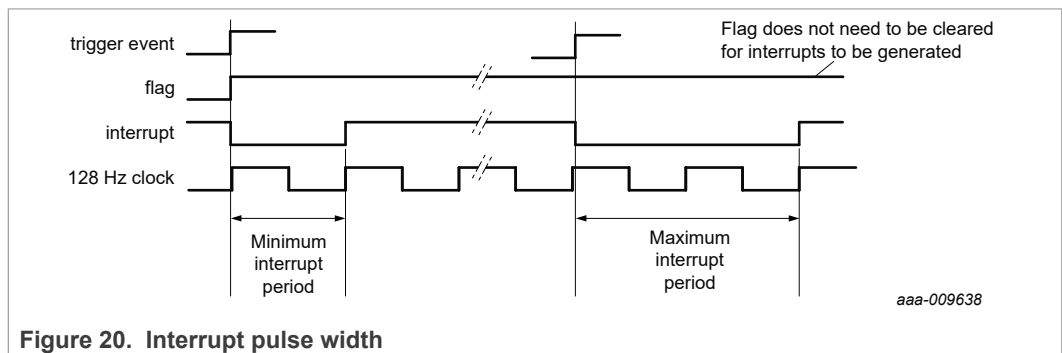 trigger event
Flag does not need to be cleared
for interrupts to be generated
flag
interrupt
128 Hz clock
Minimum
interrupt
period
Maximum
interrupt
period
aaa-009638
Figure 20. Interrupt pulse width